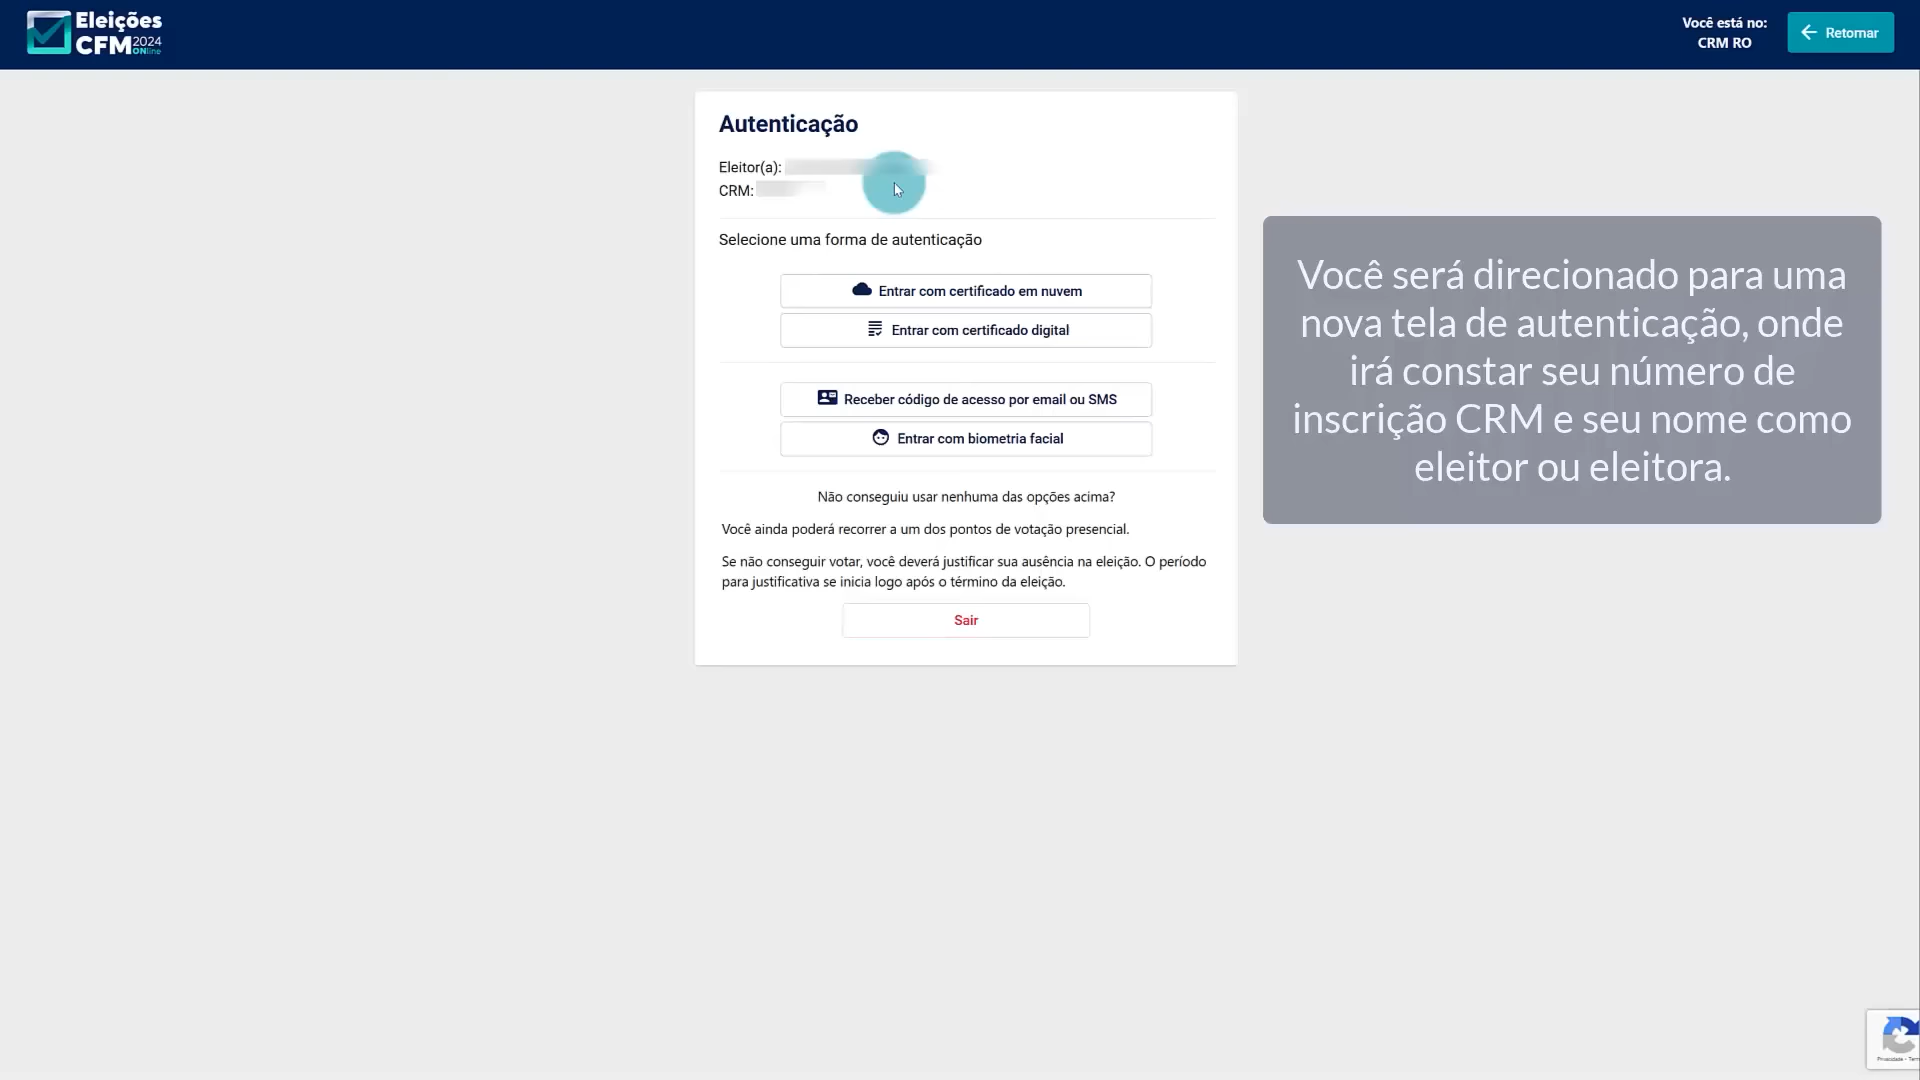 Eleições
CFM 2024
ONline
Você está no:
CRM RO
Retornar
Autenticação
Eleitor(a):
CRM:
Selecione uma forma de autenticação
Entrar com certificado em nuvem
Entrar com certificado digital
Receber código de acesso por email ou SMS
Entrar com biometria facial
Não conseguiu usar nenhuma das opções acima?
Você ainda poderá recorrer a um dos pontos de votação presencial.
Se não conseguir votar, você deverá justificar sua ausência na eleição. O período
para justificativa se inicia logo após o término da eleição.
Sair
Você será direcionado para uma
nova tela de autenticação, onde
irá constar seu número de
inscrição CRM e seu nome como
eleitor ou eleitora.
Privacidade -